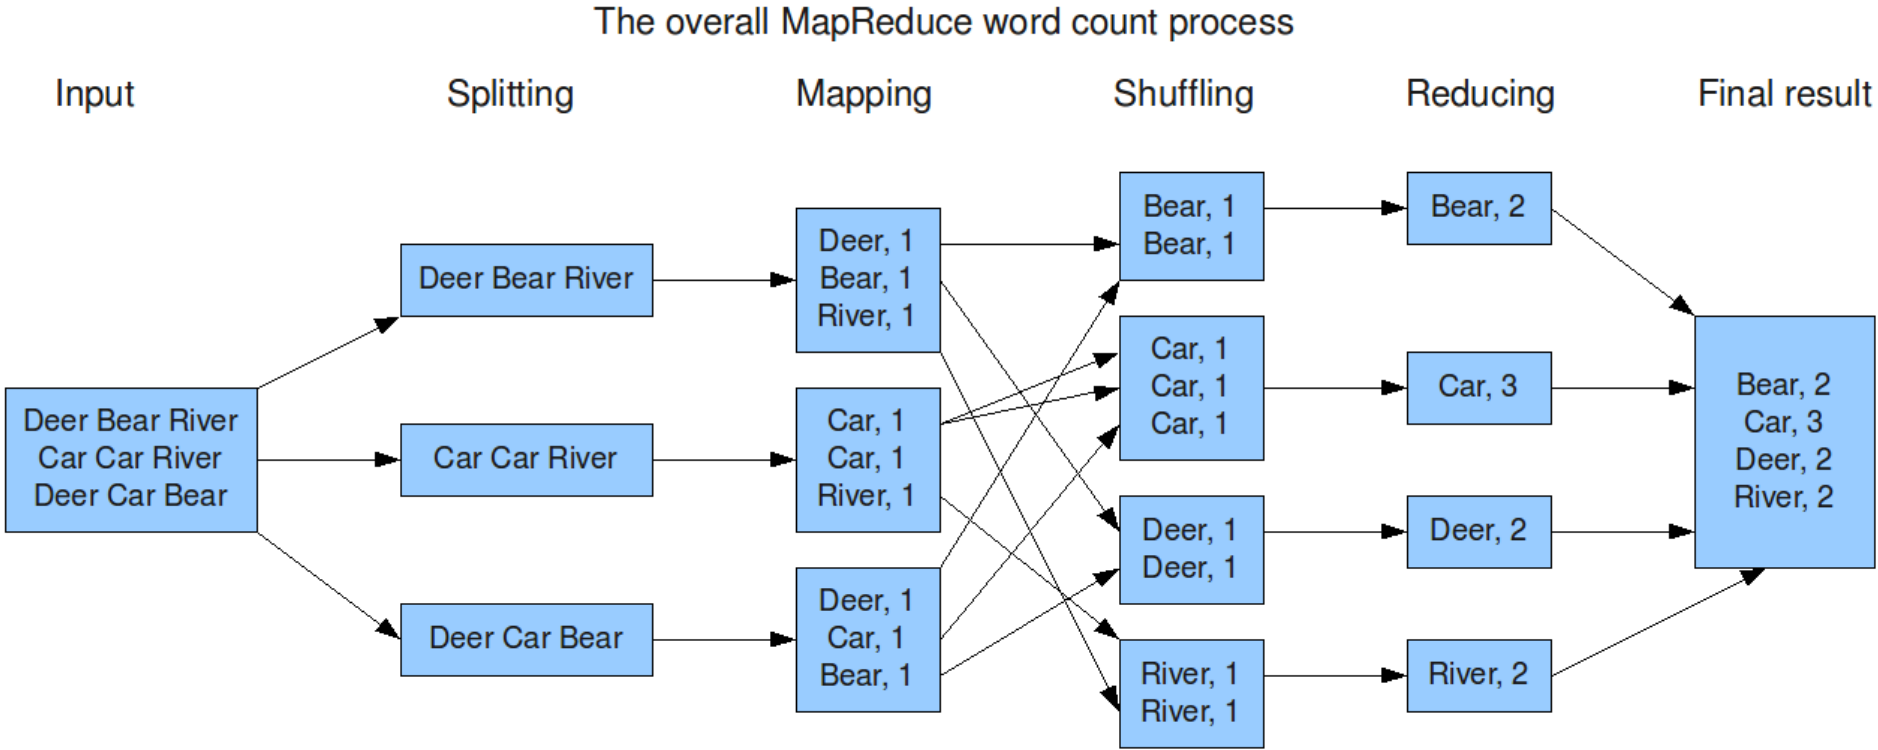 The overall MapReduce word count process
Input
Splitting
Mapping
Shuffling
Reducing
Final result
Deer Bear River
Car Car River
Deer Car Bear
Deer Bear River
Car Car River
Deer Car Bear
Deer, 1
Bear, 1
River, 1
Car, 1
Car, 1
River, 1
Deer, 1
Car, 1
Bear, 1
Bear, 1
Bear, 1
Car, 1
Car, 1
Car, 1
Deer, 1
Deer, 1
River, 1
River, 1
Bear, 2
Car, 3
Deer, 2
River, 2
Bear, 2
Car, 3
Deer, 2
River, 2